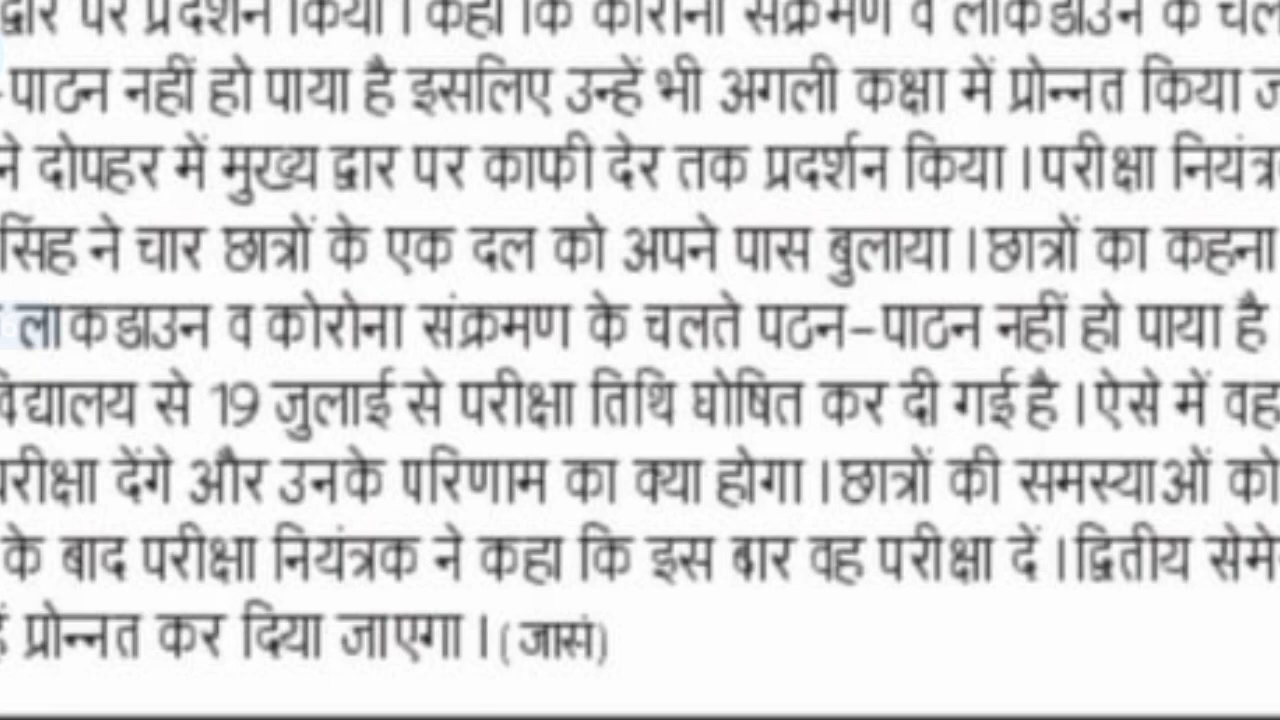 द्वार पर प्रदर्शन किया । कहा कि कोरोना संक्रमण व लाकडाउन के चल
-पाठन नहीं हो पाया है इसलिए उन्हें भी अगली कक्षा में प्रोन्नत किया ज
ने दोपहर में मुख्य द्वार पर काफी देर तक प्रदर्शन किया । परीक्षा नियंत्र
सिंह ने चार छात्रों के एक दल को अपने पास बुलाया । छात्रों का कहना
लाकडाउन व कोरोना संक्रमण के चलते पठन-पाठन नहीं हो पाया है
विद्यालय से 19 जुलाई से परीक्षा तिथि घोषित कर दी गई है । ऐसे में वह
परीक्षा देंगे और उनके परिणाम का क्या होगा । छात्रों की समस्याओं को
के बाद परीक्षा नियंत्रक ने कहा कि इस बार वह परीक्षा दें । द्वितीय सेमे
प्रोन्नत कर दिया जाएगा । (जासं)